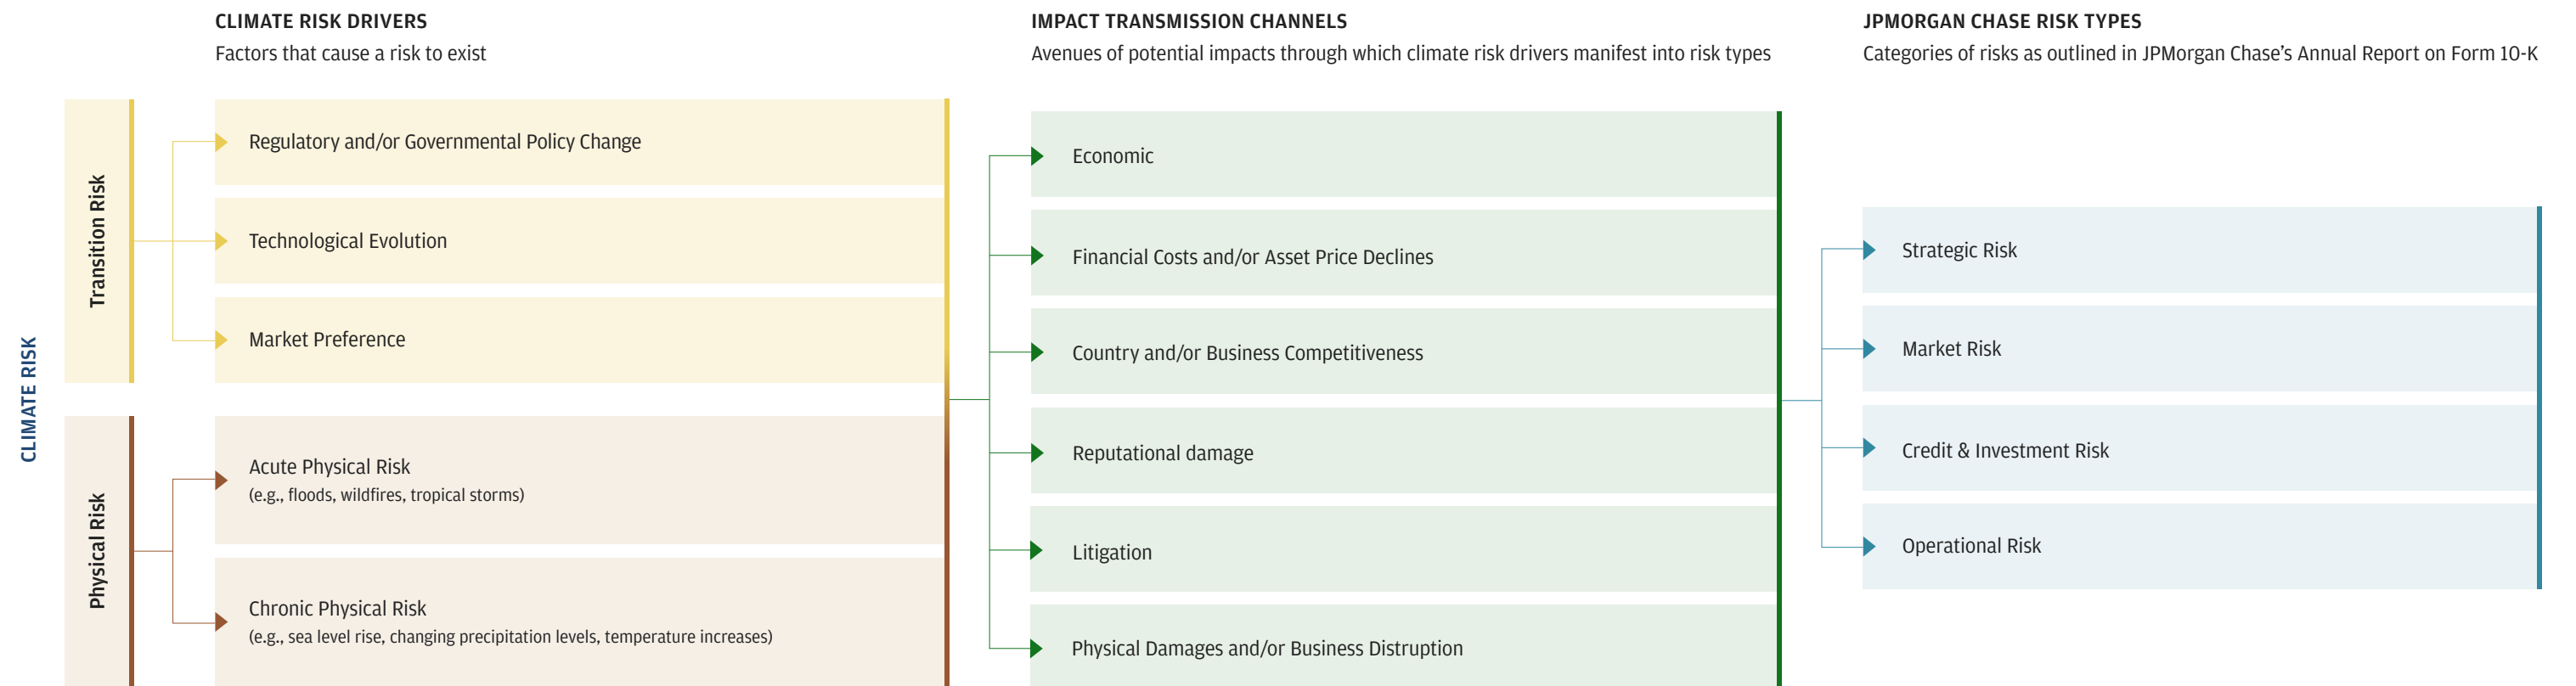 CLIMATE RISK DRIVERS
Factors that cause a risk to exist
IMPACT TRANSMISSION CHANNELS
Avenues of potential impacts through which climate risk drivers manifest into risk types
JPMORGAN CHASE RISK TYPES
Categories of risks as outlined in JPMorgan Chase's Annual Report on Form 10-K
CLIMATE RISK
Transition Risk
Regulatory and/or Governmental Policy Change
Technological Evolution
Market Preference
Physical Risk
Acute Physical Risk
(e.g., floods, wildfires, tropical storms)
Chronic Physical Risk
(e.g., sea level rise, changing precipitation levels, temperature increases)
Economic
Financial Costs and/or Asset Price Declines
Country and/or Business Competitiveness
Reputational damage
Litigation
Physical Damages and/or Business Distruption
Strategic Risk
Market Risk
Credit & Investment Risk
Operational Risk